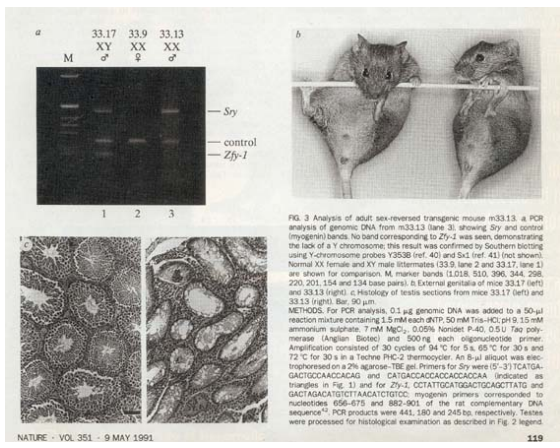 a
33.17 33.9 33.13
XY XX XX
M ♂ ♀ ♂
Sry
control
Zfy-1
1 2 3
b
c
FIG. 3 Analysis of adult sex-reversed transgenic mouse m33.13. a, PCR
analysis of genomic DNA from m33.13 (lane 3), showing Sry and control
(myogenin) bands. No band corresponding to Zfy-1 was seen, demonstrating
the lack of a Y chromosome; this result was confirmed by Southern blotting
using Y-chromosome probes Y353B (ref. 40) and Sx1 (ref. 41) (not shown).
Normal XX female and XY male littermates (33.9, lane 2 and 33.17, lane 1)
are shown for comparison. M, marker bands (1,018, 510, 396, 344, 298,
220, 201, 154 and 134 base pairs). b, External genitalia of mice 33.17 (left)
and 33.13 (right). c, Histology of testis sections from mice 33.17 (left) and
33.13 (right). Bar, 90 μm.
METHODS. For PCR analysis, 0.1 μg genomic DNA was added to a 50-μl
reaction mixture containing 1.5 mM each dNTP, 50 mM Tris-HCl, pH 9, 15 mM
ammonium sulphate, 7 mM MgCl2, 0.05% Nonidet P-40, 0.5 U Taq poly-
merase (Anglian Biotec) and 500 ng each oligonucleotide primer.
Amplification consisted of 30 cycles of 94 °C for 5 s, 65 °C for 30 s and
72 °C for 30 s in a Techne PHC-2 thermocycler. An 8-μl aliquot was elec-
trophoresed on a 2% agarose-TBE gel. Primers for Sry were (5'-3') TCATGA-
GACTGCCAACCACAG and CATGACCACCACCACCACCAA (indicated as
triangles in Fig. 1) and for Zfy-1, CCTATTGCATGGACTGCAGCTTATG and
GACTAGACATGTCTTAACATCTGTCC; myogenin primers corresponded to
nucleotides 656-675 and 882-901 of the rat complementary DNA
sequence42. PCR products were 441, 180 and 245 bp, respectively. Testes
were processed for histological examination as described in Fig. 2 legend.
NATURE · VOL 351 · 9 MAY 1991
119